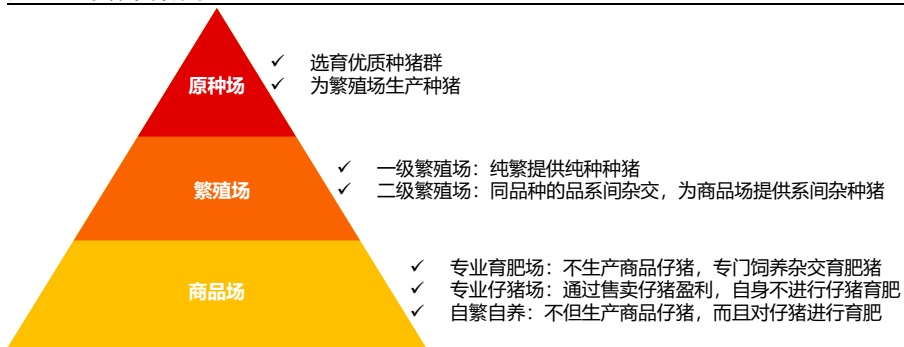 原种场
✓ 选育优质种猪群
✓ 为繁殖场生产种猪
繁殖场
✓ 一级繁殖场：纯繁提供纯种种猪
✓ 二级繁殖场：同品种的品系间杂交，为商品场提供系间杂种猪
商品场
✓ 专业育肥场：不生产商品仔猪，专门饲养杂交育肥猪
✓ 专业仔猪场：通过售卖仔猪盈利，自身不进行仔猪育肥
✓ 自繁自养：不但生产商品仔猪，而且对仔猪进行育肥